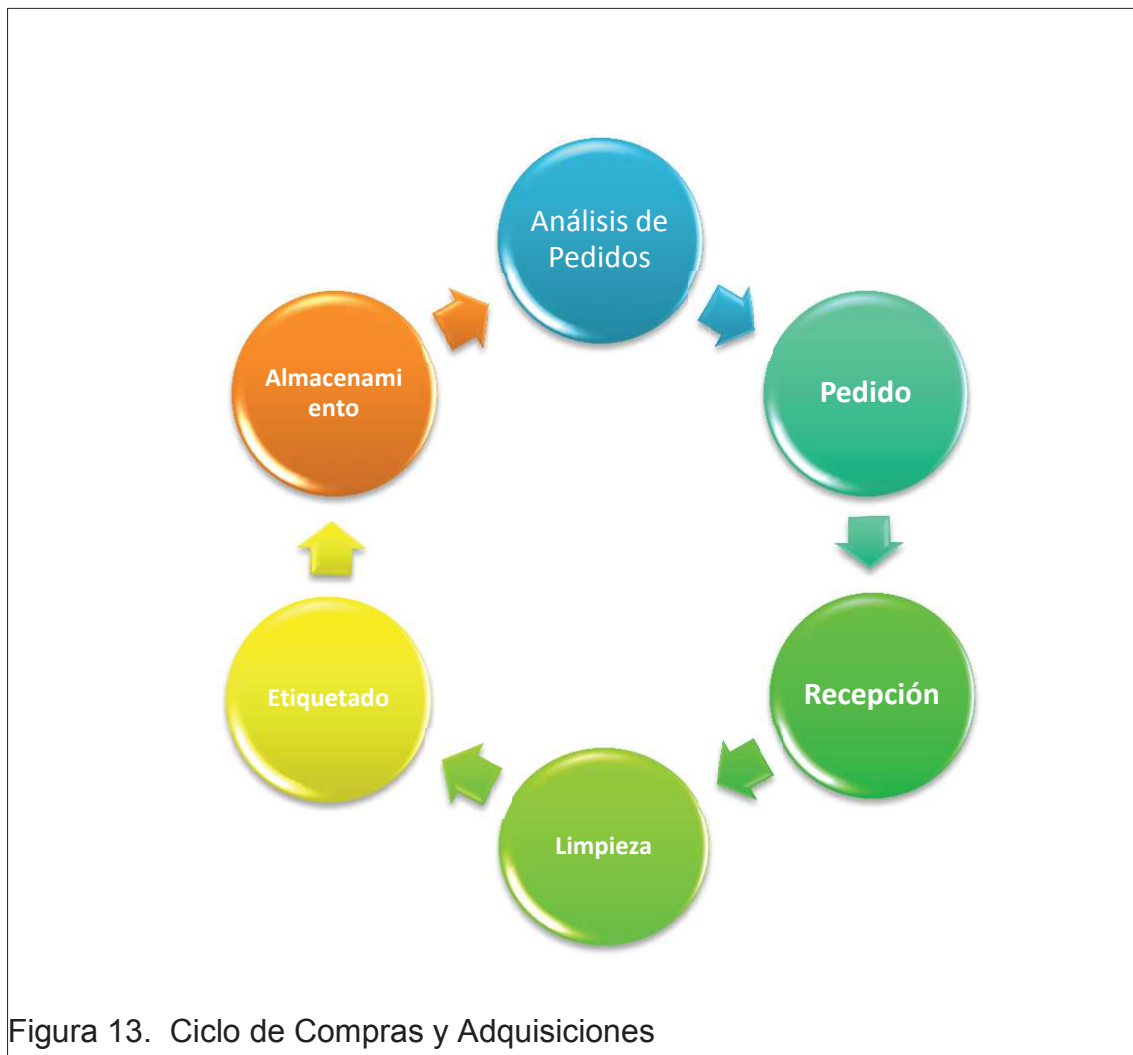 Análisis de
Pedidos
Pedido
Recepción
Limpieza
Etiquetado
Almacenami
ento
Figura 13. Ciclo de Compras y Adquisiciones